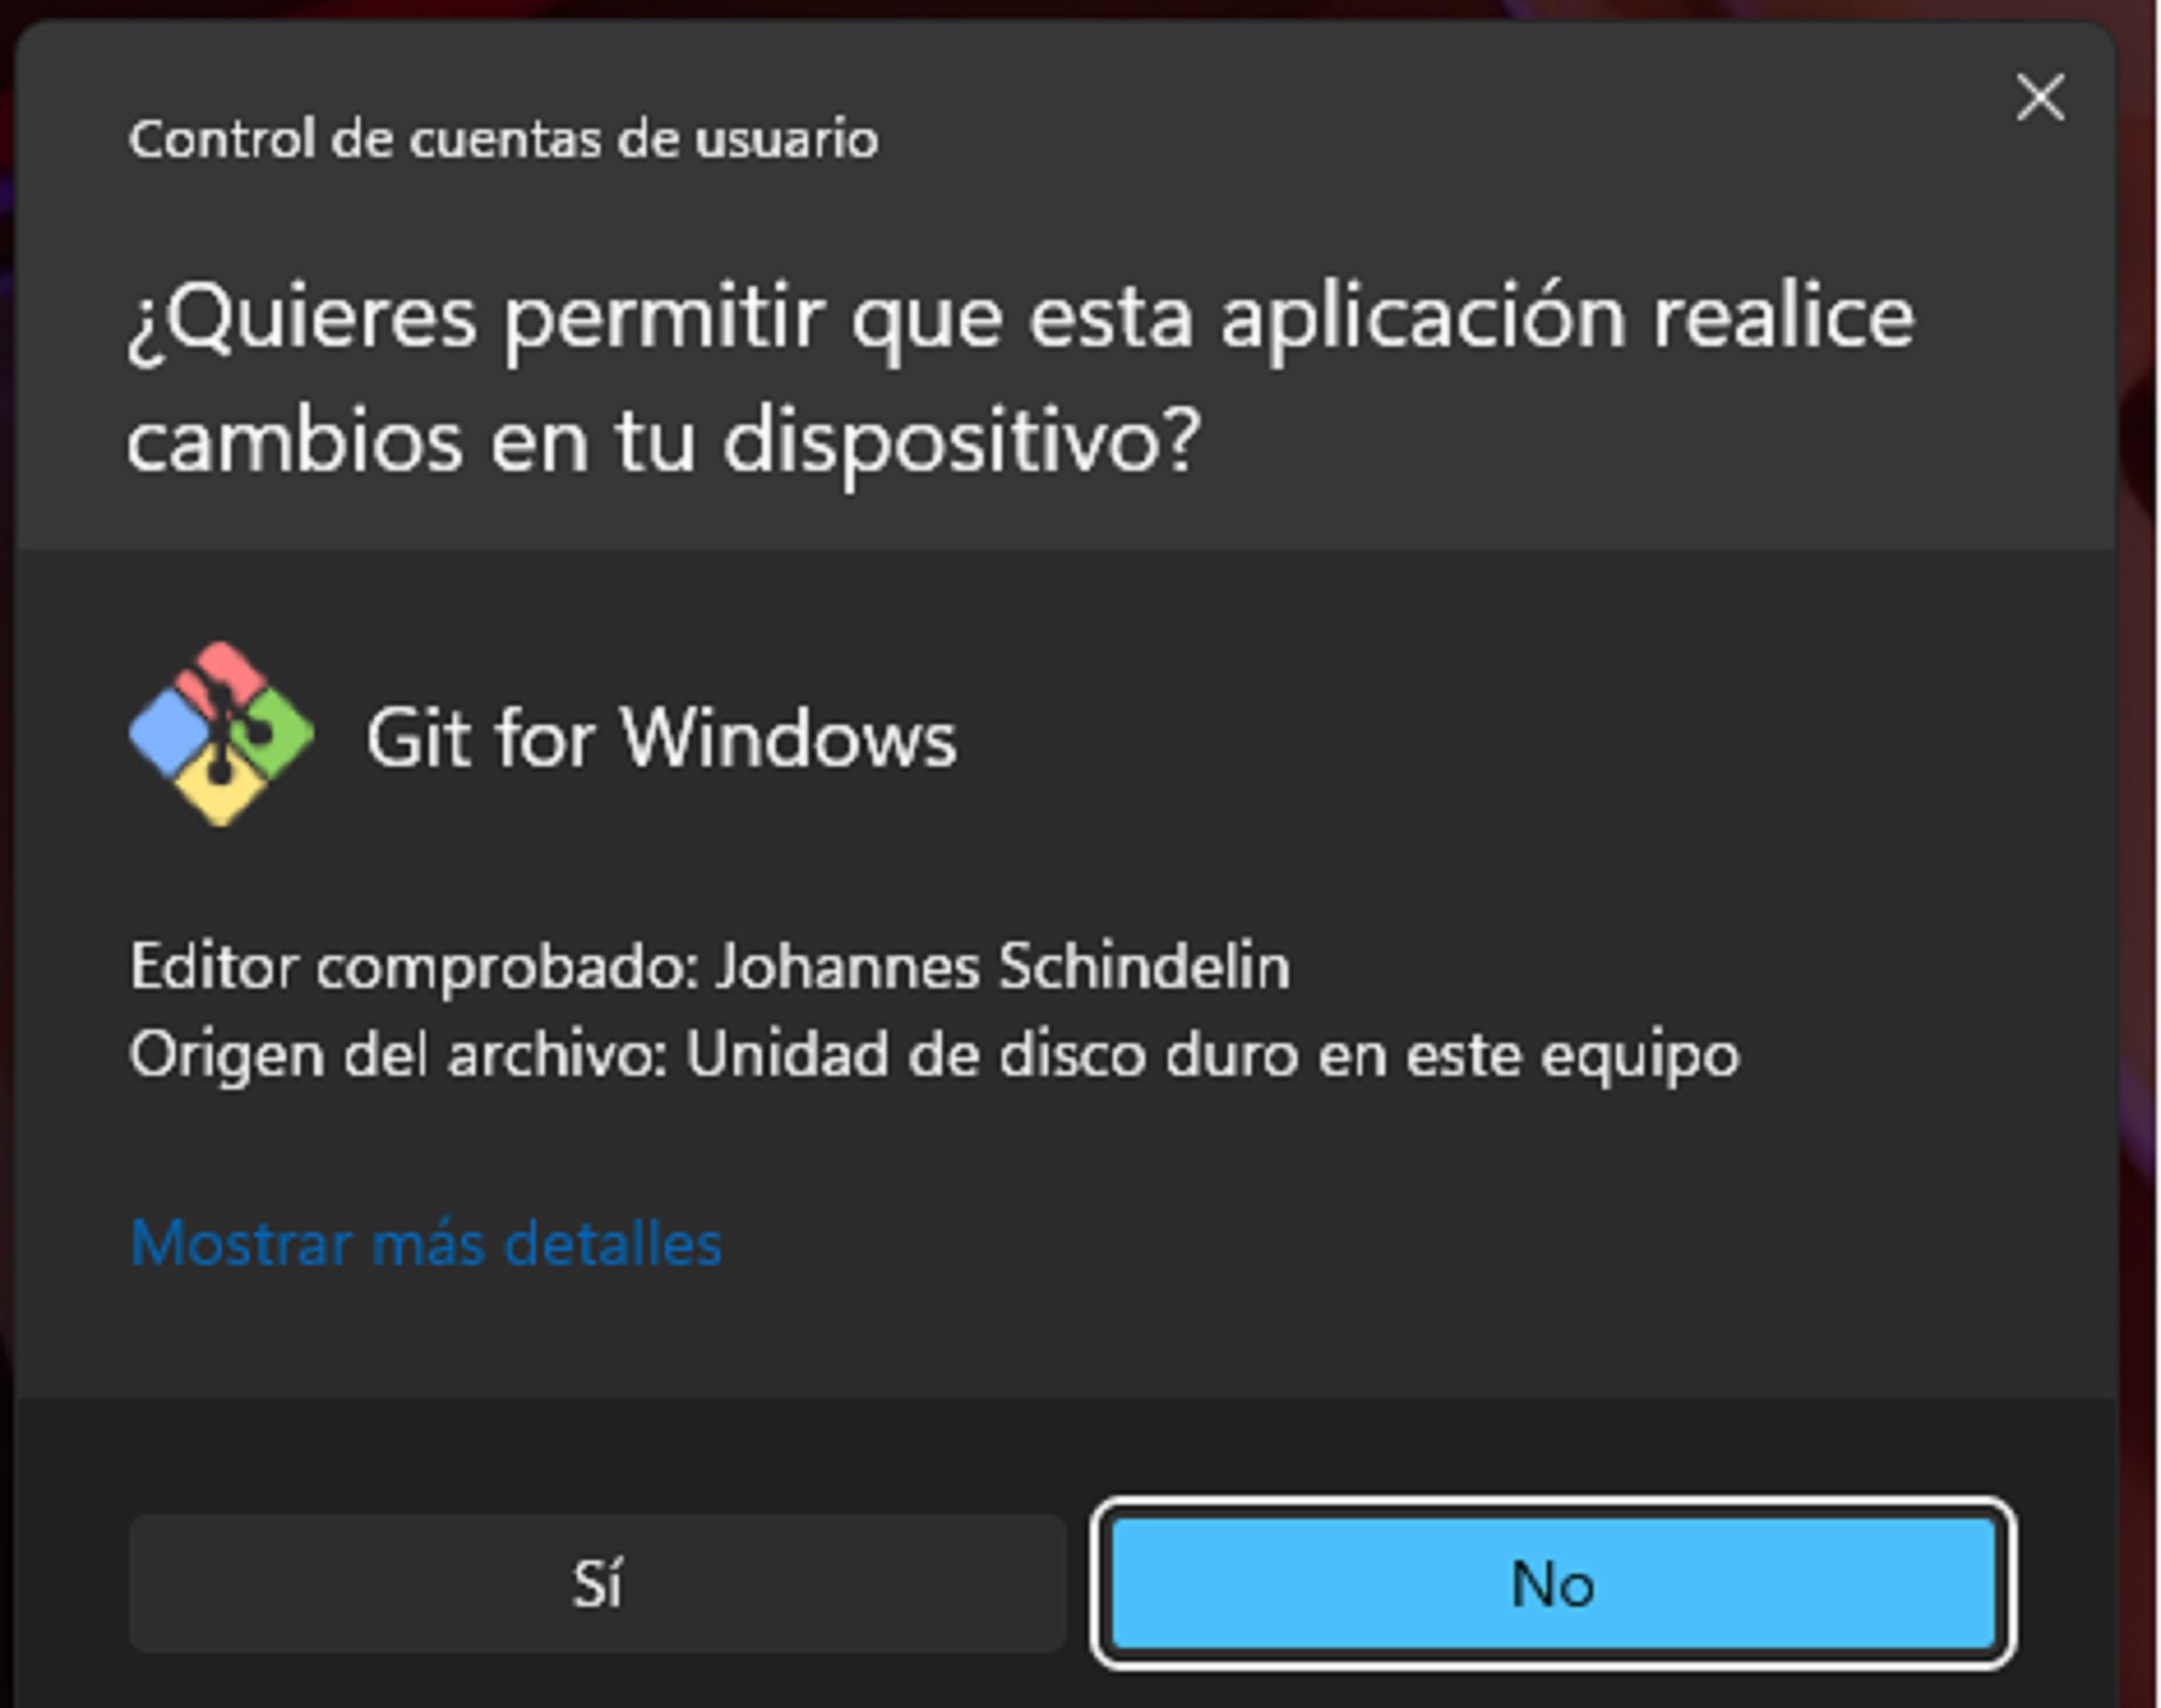 Control de cuentas de usuario
¿Quieres permitir que esta aplicación realice
cambios en tu dispositivo?
Git for Windows
Editor comprobado: Johannes Schindelin
Origen del archivo: Unidad de disco duro en este equipo
Mostrar más detalles
Sí
No